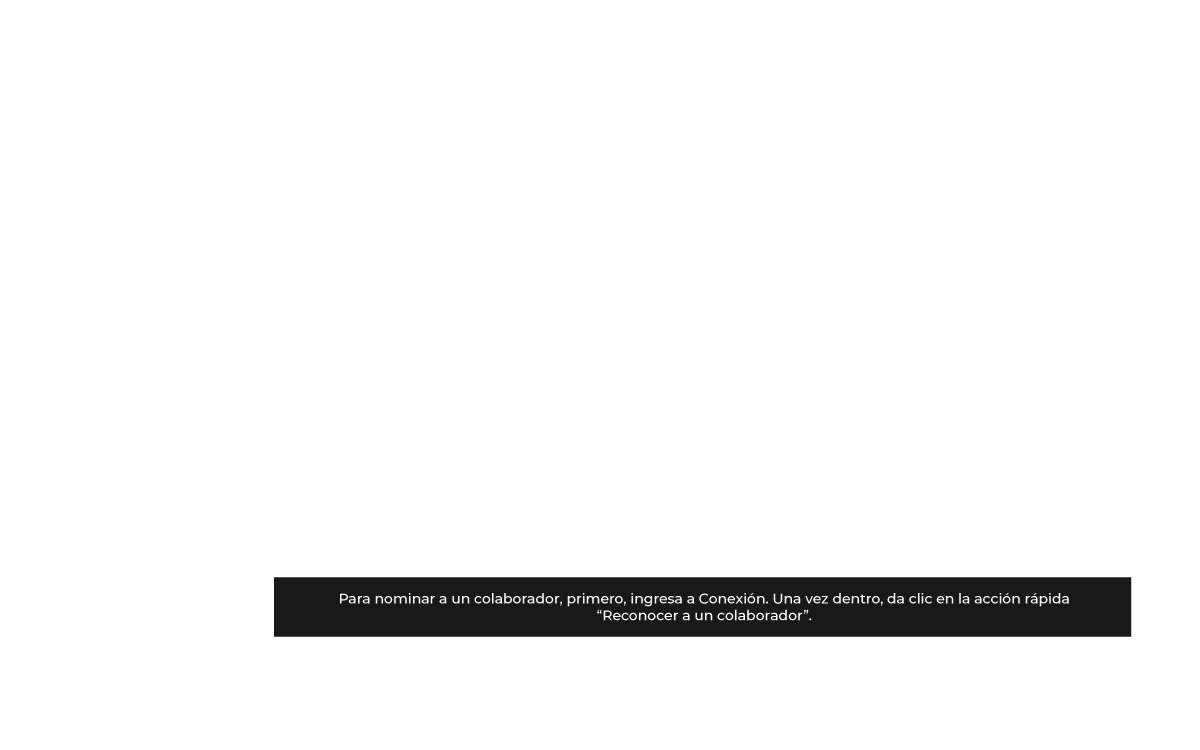 Para nominar a un colaborador, primero, ingresa a Conexión. Una vez dentro, da clic en la acción rápida
“Reconocer a un colaborador”.